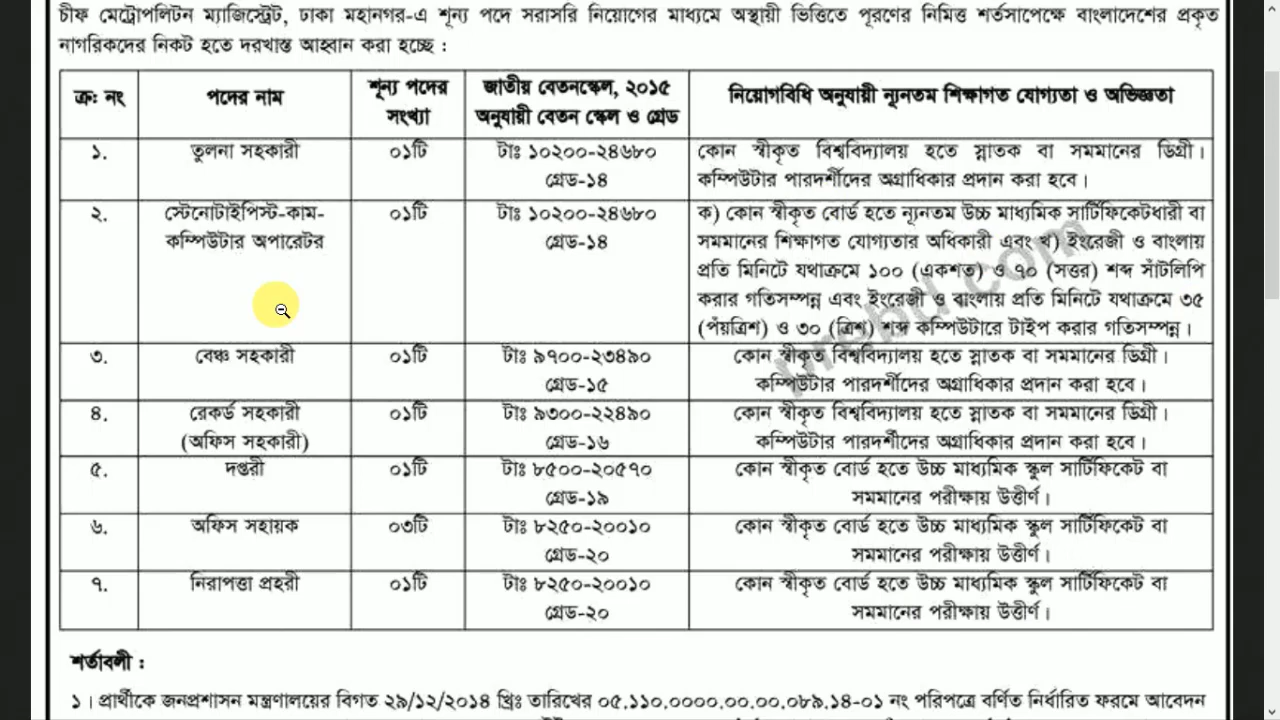 চীফ মেট্রোপলিটন ম্যাজিস্ট্রেট, ঢাকা মহানগর-এ শূন্য পদে সরাসরি নিয়োগের মাধ্যমে অস্থায়ী ভিত্তিতে পূরণের নিমিত্ত শর্তসাপেক্ষে বাংলাদেশের প্রকৃত
নাগরিকদের নিকট হতে দরখাস্ত আহ্বান করা হচ্ছে :
ক্রঃ নং
পদের নাম
শূন্য পদের
সংখ্যা
জাতীয় বেতনস্কেল, ২০১৫
অনুযায়ী বেতন স্কেল ও গ্রেড
নিয়োগবিধি অনুযায়ী ন্যূনতম শিক্ষাগত যোগ্যতা ও অভিজ্ঞতা
১.
তুলনা সহকারী
০১টি
টাঃ ১০২০০-২৪৬৮০
গ্রেড-১৪
কোন স্বীকৃত বিশ্ববিদ্যালয় হতে স্নাতক বা সমমানের ডিগ্রী।
কম্পিউটার পারদর্শীদের অগ্রাধিকার প্রদান করা হবে।
২.
স্টেনোটাইপিস্ট-কাম-
কম্পিউটার অপারেটর
০১টি
টাঃ ১০২০০-২৪৬৮০
গ্রেড-১৪
ক) কোন স্বীকৃত বোর্ড হতে ন্যূনতম উচ্চ মাধ্যমিক সার্টিফিকেটধারী বা
সমমানের শিক্ষাগত যোগ্যতার অধিকারী এবং খ) ইংরেজী ও বাংলায়
প্রতি মিনিটে যথাক্রমে ১০০ (একশত) ও ৭০ (সত্তর) শব্দ সাঁটলিপি
করার গতিসম্পন্ন এবং ইংরেজী ও বাংলায় প্রতি মিনিটে যথাক্রমে ৩৫
(পঁয়ত্রিশ) ও ৩০ (ত্রিশ) শব্দ কম্পিউটারে টাইপ করার গতিসম্পন্ন।
৩.
বেঞ্চ সহকারী
০১টি
টাঃ ৯৭০০-২৩৪৯০
গ্রেড-১৫
কোন স্বীকৃত বিশ্ববিদ্যালয় হতে স্নাতক বা সমমানের ডিগ্রী।
কম্পিউটার পারদর্শীদের অগ্রাধিকার প্রদান করা হবে।
৪.
রেকর্ড সহকারী
(অফিস সহকারী)
০১টি
টাঃ ৯৩০০-২২৪৯০
গ্রেড-১৬
কোন স্বীকৃত বিশ্ববিদ্যালয় হতে স্নাতক বা সমমানের ডিগ্রী।
কম্পিউটার পারদর্শীদের অগ্রাধিকার প্রদান করা হবে।
৫.
দপ্তরী
০১টি
টাঃ ৮৫০০-২০৫৭০
গ্রেড-১৯
কোন স্বীকৃত বোর্ড হতে উচ্চ মাধ্যমিক স্কুল সার্টিফিকেট বা
সমমানের পরীক্ষায় উত্তীর্ণ।
৬.
অফিস সহায়ক
০৩টি
টাঃ ৮২৫০-২০০১০
গ্রেড-২০
কোন স্বীকৃত বোর্ড হতে উচ্চ মাধ্যমিক স্কুল সার্টিফিকেট বা
সমমানের পরীক্ষায় উত্তীর্ণ।
৭.
নিরাপত্তা প্রহরী
০১টি
টাঃ ৮২৫০-২০০১০
গ্রেড-২০
কোন স্বীকৃত বোর্ড হতে উচ্চ মাধ্যমিক স্কুল সার্টিফিকেট বা
সমমানের পরীক্ষায় উত্তীর্ণ।
শর্তাবলী :
১। প্রার্থীকে জনপ্রশাসন মন্ত্রণালয়ের বিগত ২৯/১২/২০১৪ খ্রিঃ তারিখের ০৫.১১০.০০০০.০০.০০.০৮৯.১৪-০১ নং পরিপত্রে বর্ণিত নির্ধারিত ফরমে আবেদন